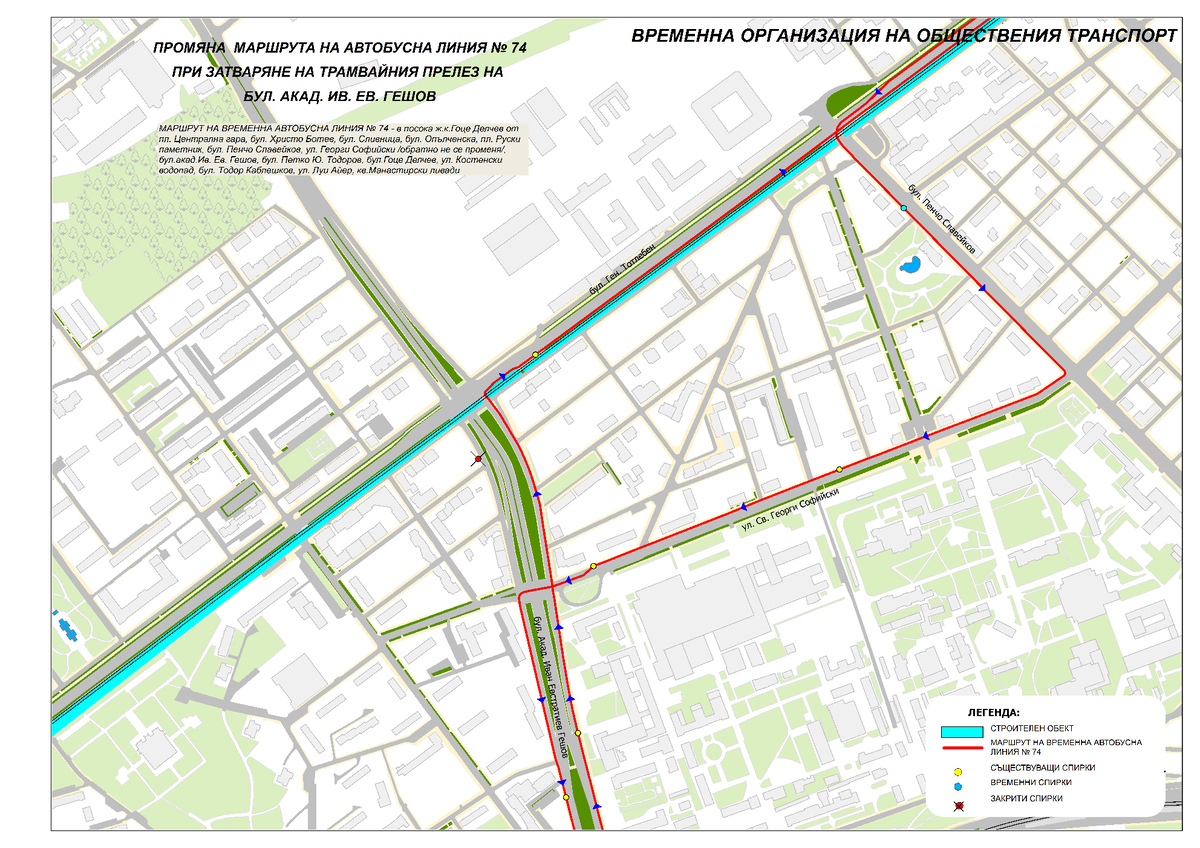 ВРЕМЕННА ОРГАНИЗАЦИЯ НА ОБЩЕСТВЕНИЯ ТРАНСПОРТ
ПРОМЯНА МАРШРУТА НА АВТОБУСНА ЛИНИЯ № 74
ПРИ ЗАТВАРЯНЕ НА ТРАМВАЙНИЯ ПРЕЛЕЗ НА
БУЛ. АКАД. ИВ. ЕВ. ГЕШОВ
МАРШРУТ НА ВРЕМЕННА АВТОБУСНА ЛИНИЯ № 74 - в посока ж.к.Гоце Делчев от
пл. Централна гара, бул. Христо Ботев, бул. Сливница, бул. Опълченска, пл. Руски
паметник, бул. Пенчо Славейков, ул. Георги Софийски /обратно не се променя/,
бул.акад.Ив. Ев. Гешов, бул. Петко Ю. Тодоров, бул.Гоце Делчев, ул. Костенски
водопад, бул. Тодор Каблешков, ул. Луи Айер, кв.Манастирски ливади
бул. Пенчо Славейков
бул. Ген. Тотлебен
ул. Св. Георги Софийски
бул. Акад. Иван Евстратиев Гешов
ЛЕГЕНДА:
СТРОИТЕЛЕН ОБЕКТ
МАРШРУТ НА ВРЕМЕННА АВТОБУСНА
ЛИНИЯ № 74
СЪЩЕСТВУВАЩИ СПИРКИ
ВРЕМЕННИ СПИРКИ
ЗАКРИТИ СПИРКИ